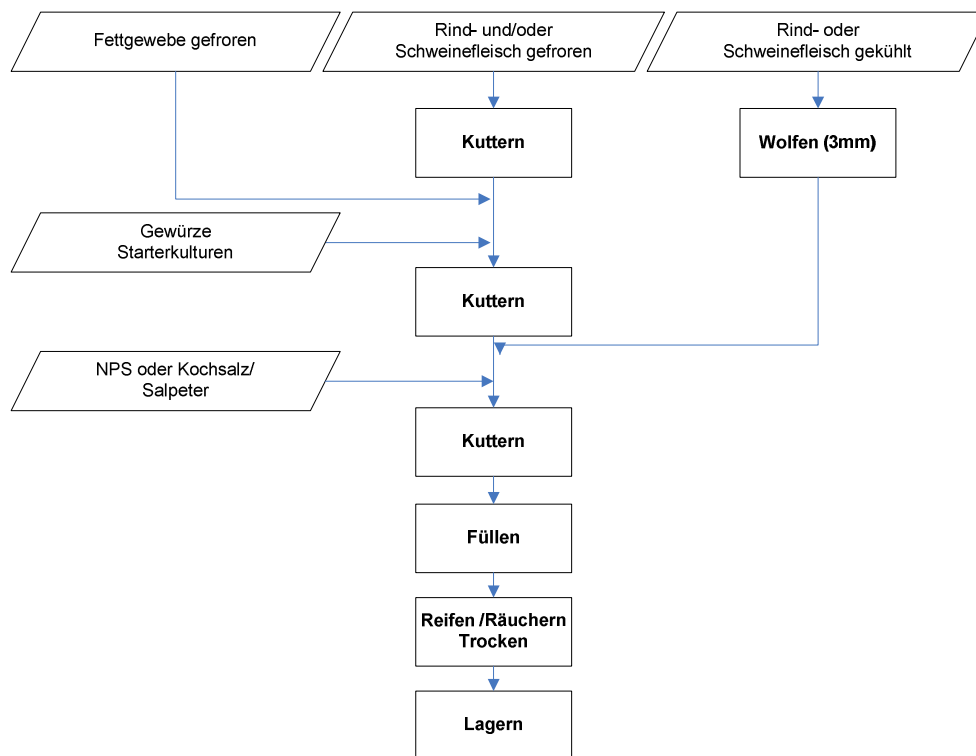 Fettgewebe gefroren
Rind- und/oder
Schweinefleisch gefroren
Rind- oder
Schweinefleisch gekühlt
Kuttern
Wolfen (3mm)
Gewürze
Starterkulturen
Kuttern
NPS oder Kochsalz/
Salpeter
Kuttern
Füllen
Reifen /Räuchern
Trocken
Lagern